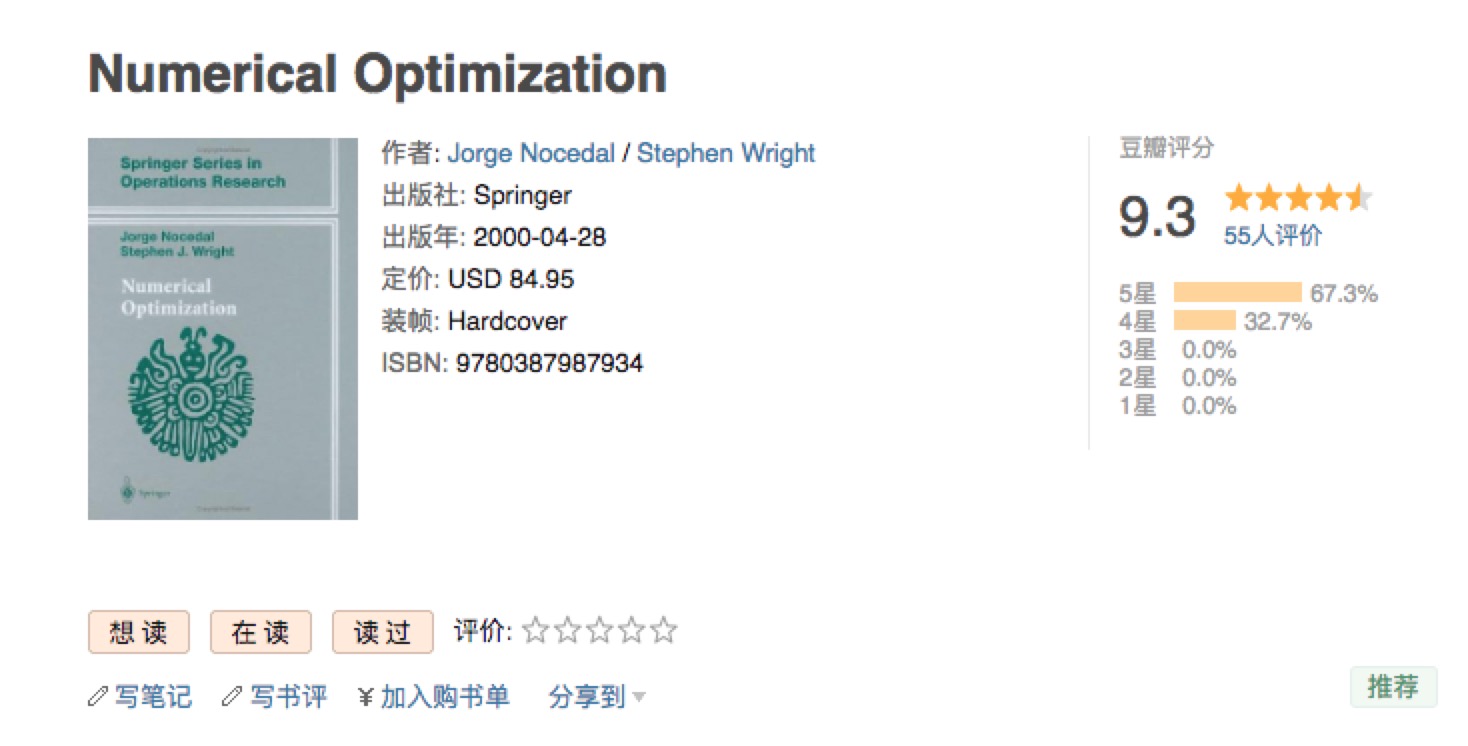 Numerical Optimization
Springer Series in
Operations Research
Jorge Nocedal
Stephen J. Wright
Numerical
Optimization
Springer
作者: Jorge Nocedal / Stephen Wright
出版社: Springer
出版年: 2000-04-28
定价: USD 84.95
装帧: Hardcover
ISBN: 9780387987934
豆瓣评分
9.3
55人评价
5星 67.3%
4星 32.7%
3星 0.0%
2星 0.0%
1星 0.0%
想读 在读 读过 评价:
写笔记 写书评 ¥加入购书单 分享到
推荐